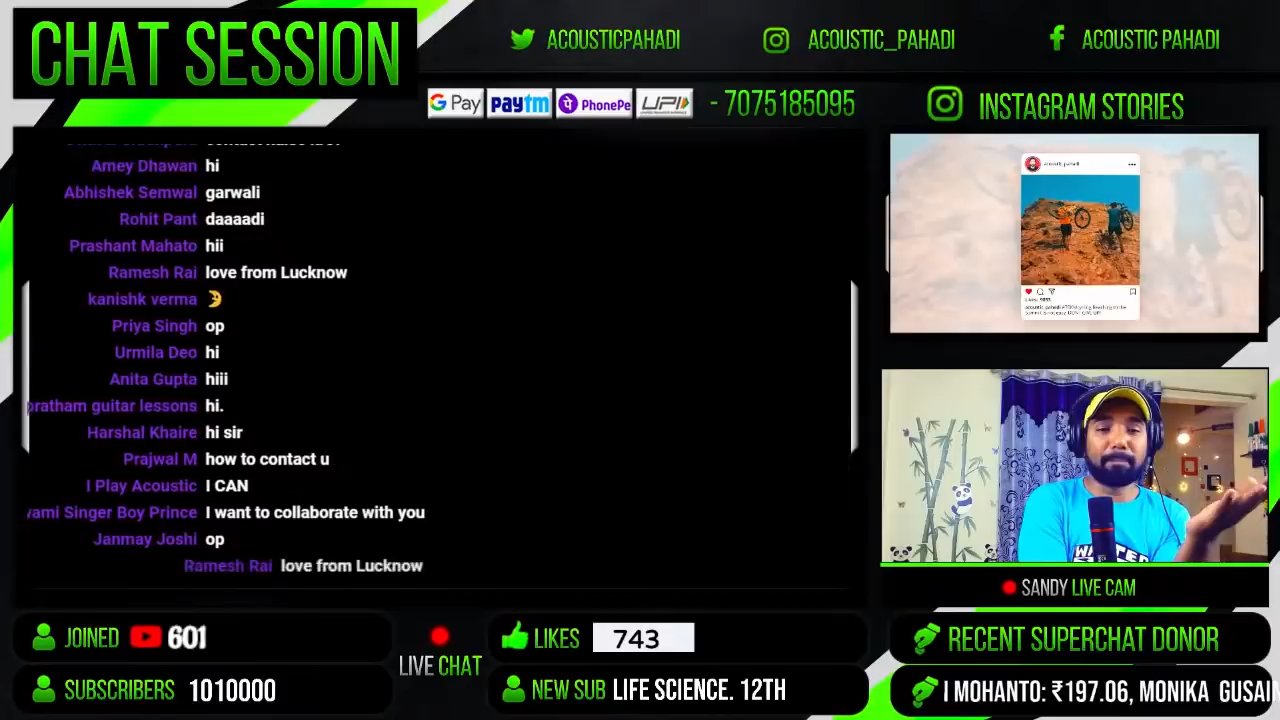 CHAT SESSION
ACOUSTICPAHADI
ACOUSTIC_PAHADI
ACOUSTIC PAHADI
G Pay paytm PhonePe UPI - 7075185095
INSTAGRAM STORIES
Amey Dhawan hi
Abhishek Semwal garwali
Rohit Pant daaaadi
Prashant Mahato hii
Ramesh Rai love from Lucknow
kanishk verma
Priya Singh op
Urmila Deo hi
Anita Gupta hiii
pratham guitar lessons hi.
Harshal Khaire hi sir
Prajwal M how to contact u
I Play Acoustic I CAN
Singer Boy Prince I want to collaborate with you
Janmay Joshi op
Ramesh Rai love from Lucknow
acoustic_pahadi
SANDY LIVE CAM
JOINED 601
LIVE CHAT
LIKES 743
RECENT SUPERCHAT DONOR
SUBSCRIBERS 1010000
NEW SUB LIFE SCIENCE. 12TH
I MOHANTO: ₹197.06, MONIKA GUSAI